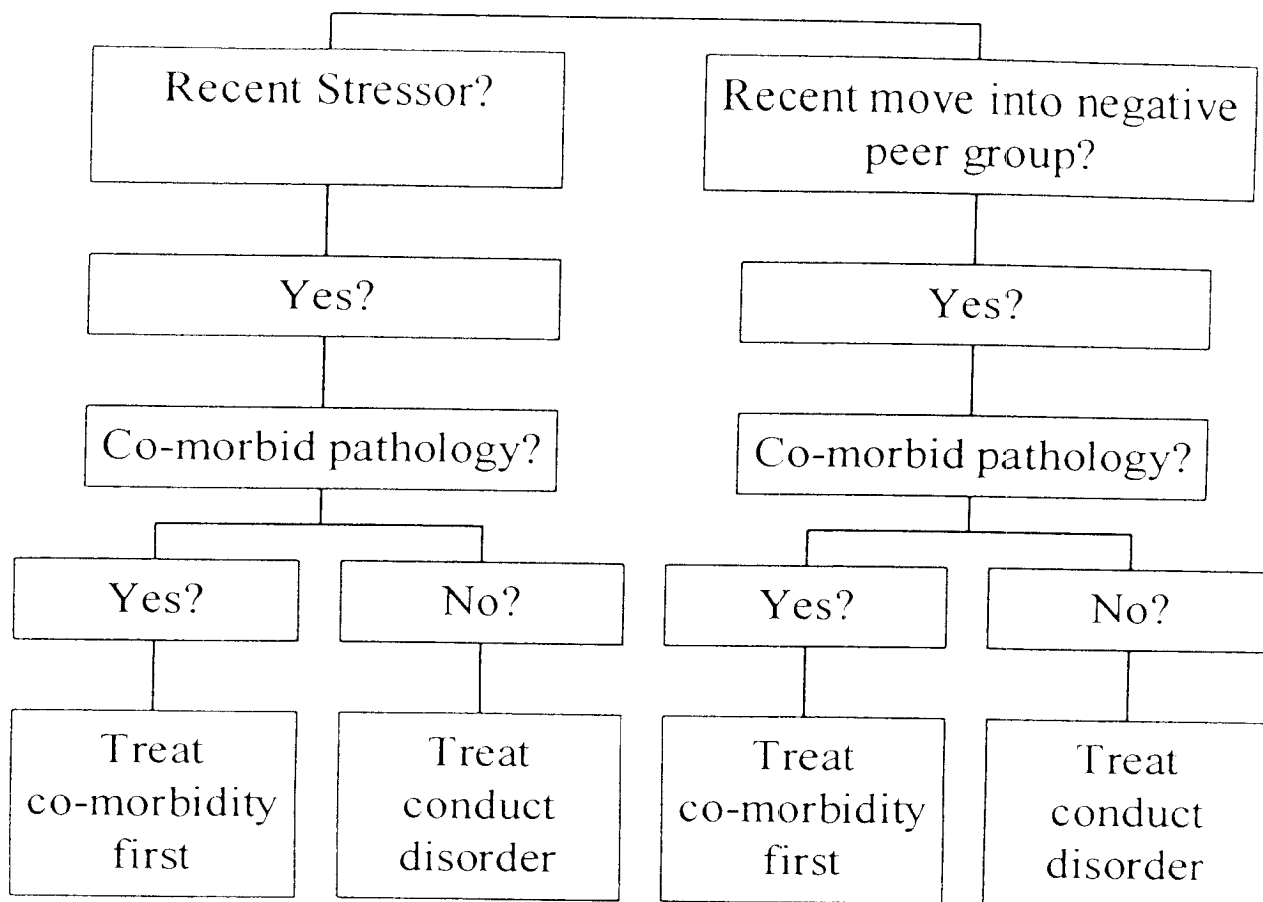 Recent Stressor?
Recent move into negative
peer group?
Yes?
Yes?
Co-morbid pathology?
Co-morbid pathology?
Yes?
No?
Yes?
No?
Treat
co-morbidity
first
Treat
conduct
disorder
Treat
co-morbidity
first
Treat
conduct
disorder